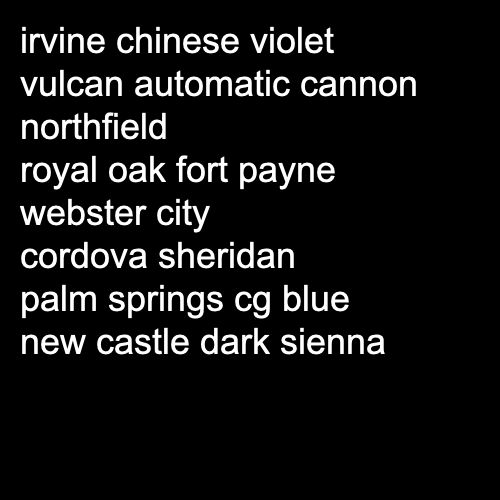 irvine chinese violet
vulcan automatic cannon
northfield
royal oak fort payne
webster city
cordova sheridan
palm springs cg blue
new castle dark sienna